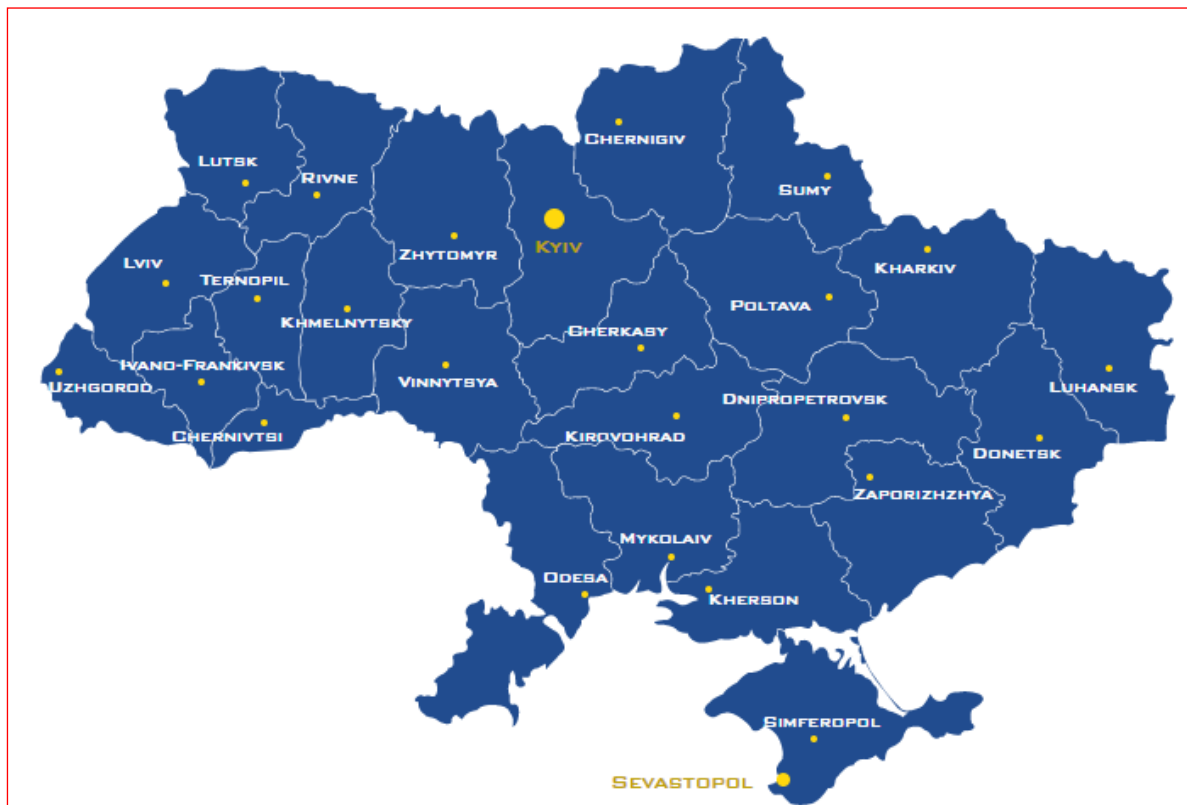 CHERNIGIV
LUTSK
RIVNE
SUMY
KYIV
ZHYTOMYR
LVIV
KHARKIV
TERNOPIL
POLTAVA
KHMELNYTSKY
CHERKASY
IVANO-FRANKIVSK
VINNYTSYA
UZHGOROD
LUHANSK
DNIPROPETROVSK
CHERNIVTSI
KIROVOHRAD
DONETSK
ZAPORIZHZHYA
MYKOLAIV
ODESA
KHERSON
SIMFEROPOL
SEVASTOPOL